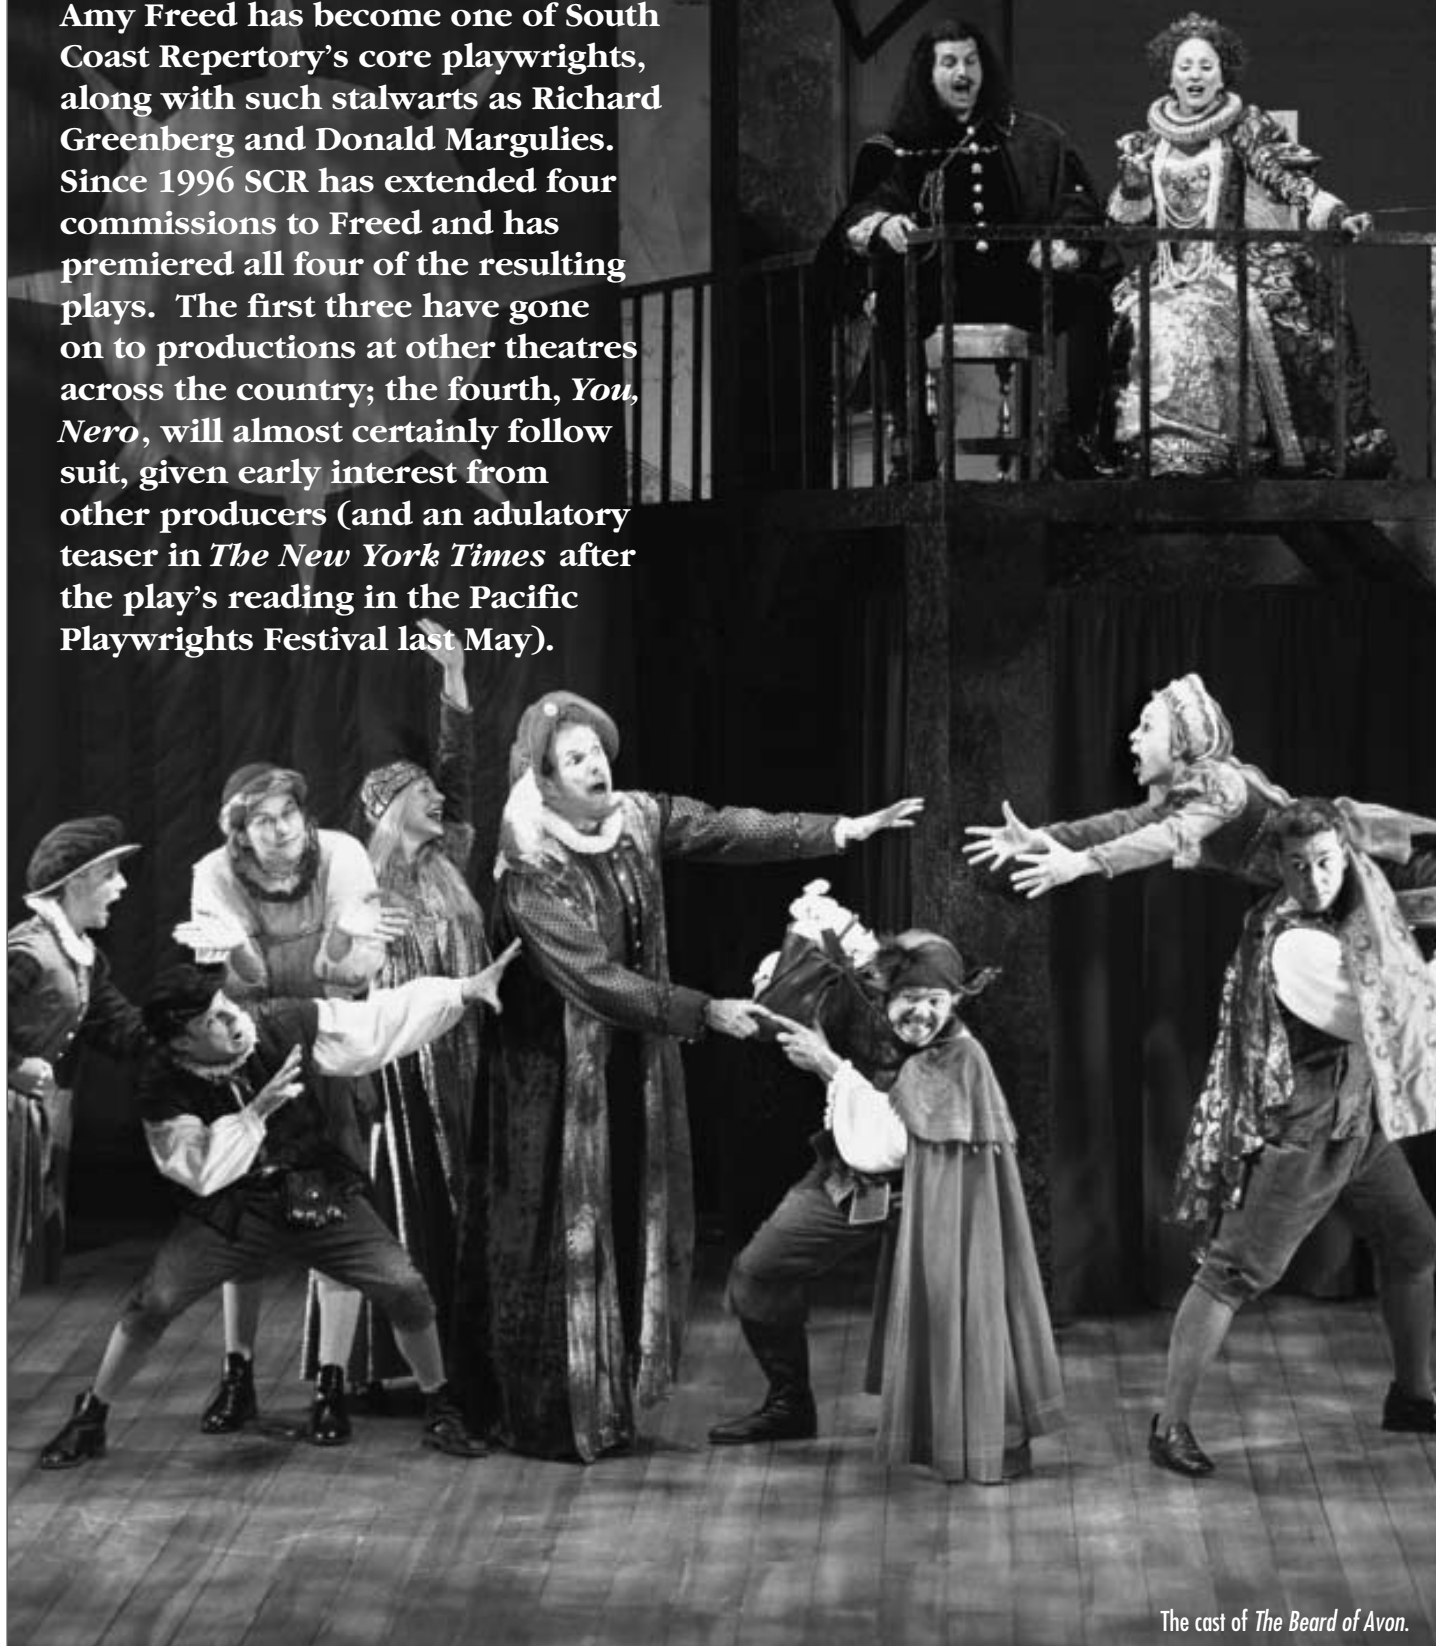 Amy Freed has become one of South
Coast Repertory’s core playwrights,
along with such stalwarts as Richard
Greenberg and Donald Margulies.
Since 1996 SCR has extended four
commissions to Freed and has
premiered all four of the resulting
plays.  The first three have gone
on to productions at other theatres
across the country; the fourth, You,
Nero, will almost certainly follow
suit, given early interest from
other producers (and an adulatory
teaser in The New York Times after
the play’s reading in the Pacific
Playwrights Festival last May).
The cast of The Beard of Avon.